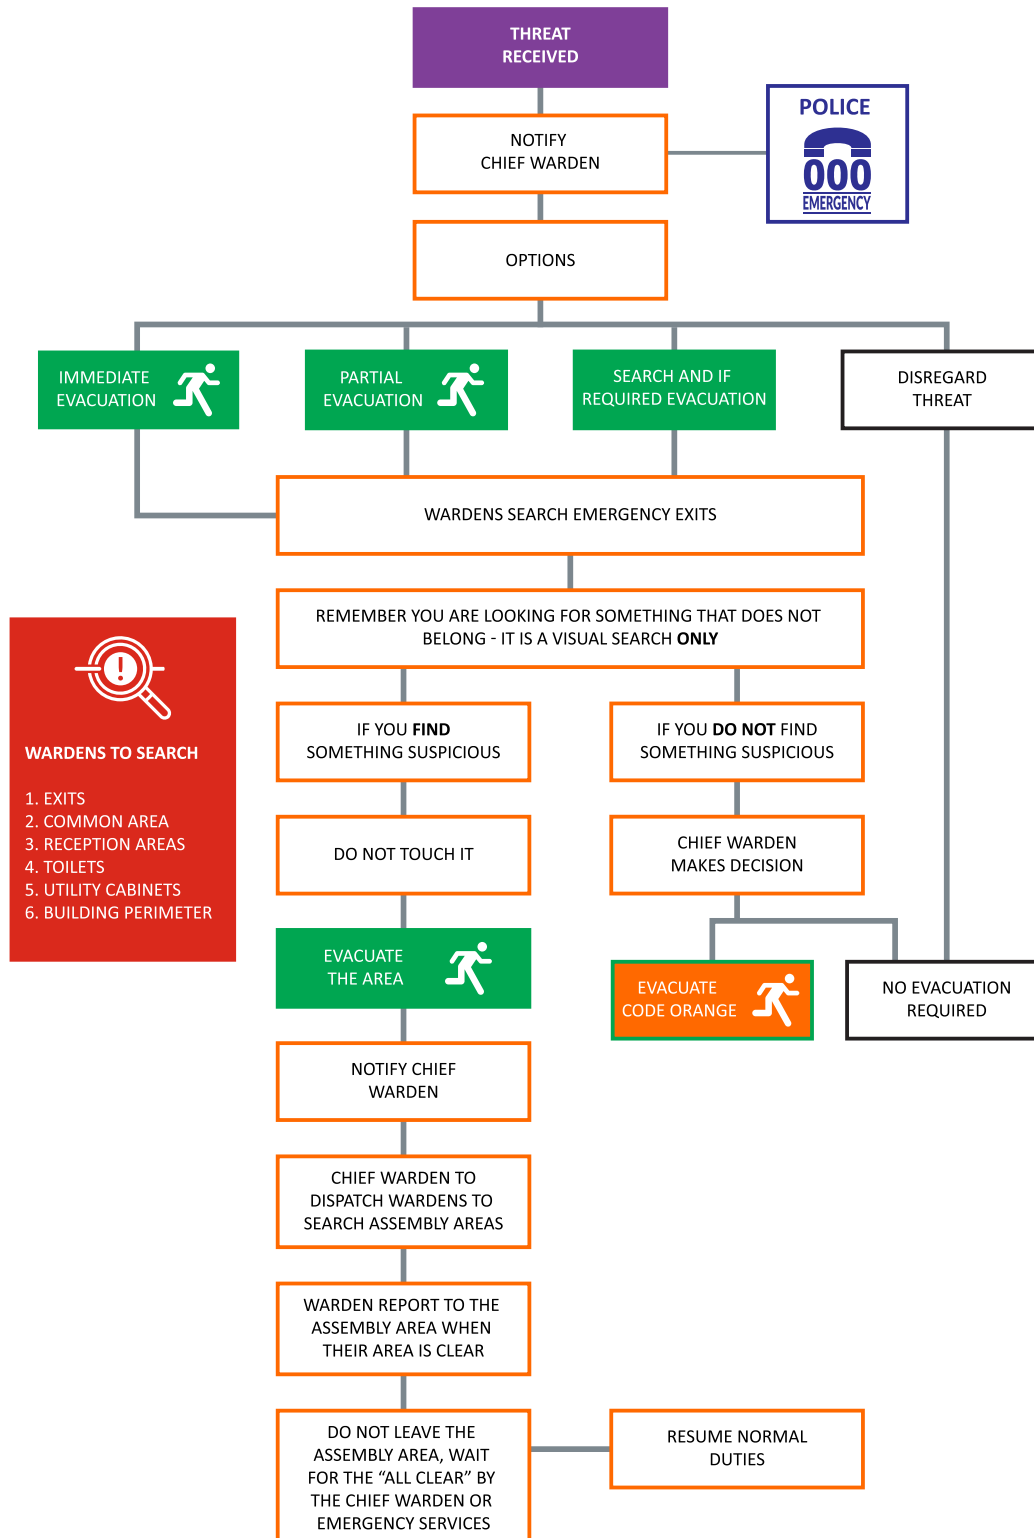 THREAT
RECEIVED
NOTIFY
CHIEF WARDEN
POLICE
000
EMERGENCY
OPTIONS
IMMEDIATE
EVACUATION
PARTIAL
EVACUATION
SEARCH AND IF
REQUIRED EVACUATION
DISREGARD
THREAT
WARDENS SEARCH EMERGENCY EXITS
REMEMBER YOU ARE LOOKING FOR SOMETHING THAT DOES NOT
BELONG - IT IS A VISUAL SEARCH ONLY
WARDENS TO SEARCH
1. EXITS
2. COMMON AREA
3. RECEPTION AREAS
4. TOILETS
5. UTILITY CABINETS
6. BUILDING PERIMETER
IF YOU FIND
SOMETHING SUSPICIOUS
IF YOU DO NOT FIND
SOMETHING SUSPICIOUS
DO NOT TOUCH IT
CHIEF WARDEN
MAKES DECISION
EVACUATE
THE AREA
EVACUATE
CODE ORANGE
NO EVACUATION
REQUIRED
NOTIFY CHIEF
WARDEN
CHIEF WARDEN TO
DISPATCH WARDENS TO
SEARCH ASSEMBLY AREAS
WARDEN REPORT TO THE
ASSEMBLY AREA WHEN
THEIR AREA IS CLEAR
DO NOT LEAVE THE
ASSEMBLY AREA, WAIT
FOR THE “ALL CLEAR” BY
THE CHIEF WARDEN OR
EMERGENCY SERVICES
RESUME NORMAL
DUTIES